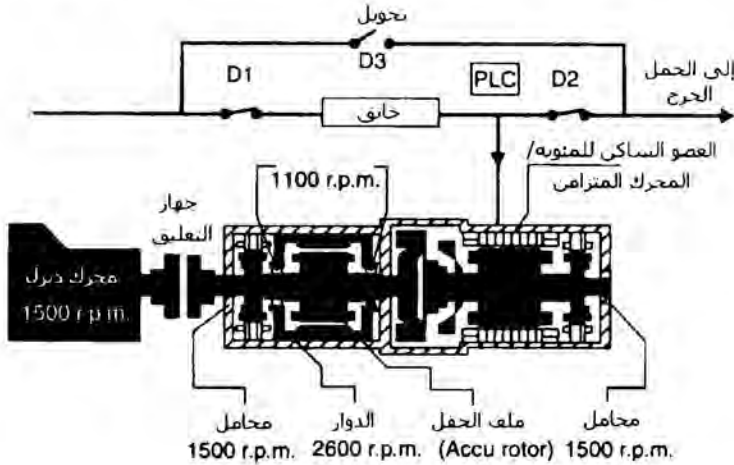 تحويل
D3
D1
PLC
D2
إلى الحمل
الحرج
خانق
العضو الساكن للمنوبة/
المحرك المتزامن
1100 r.p.m.
جهاز
التعليق
محرك ديزل
1500 r.p.m.
محامل
1500 r.p.m.
الدوار
2600 r.p.m.
ملف الحقل
(Accu rotor)
محامل
1500 r.p.m.